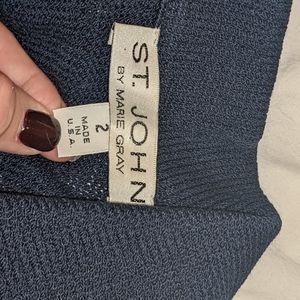 ST. JOHN
BY MARIE GRAY
2
MADE
IN
U.S.A.